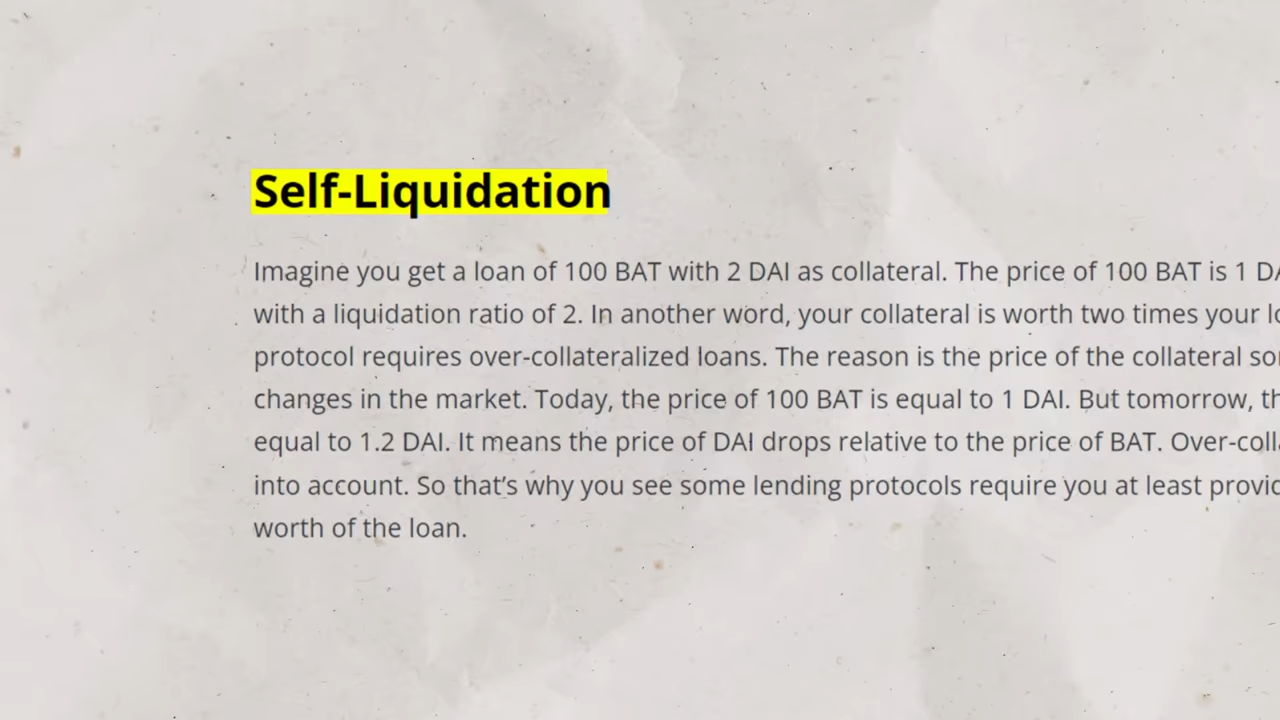 Self-Liquidation
Imagine you get a loan of 100 BAT with 2 DAI as collateral. The price of 100 BAT is 1
with a liquidation ratio of 2. In another word, your collateral is worth two times your
protocol requires over-collateralized loans. The reason is the price of the collateral
changes in the market. Today, the price of 100 BAT is equal to 1 DAI. But tomorrow,
equal to 1.2 DAI. It means the price of DAI drops relative to the price of BAT.
into account. So that’s why you see some lending protocols require you at least
worth of the loan.